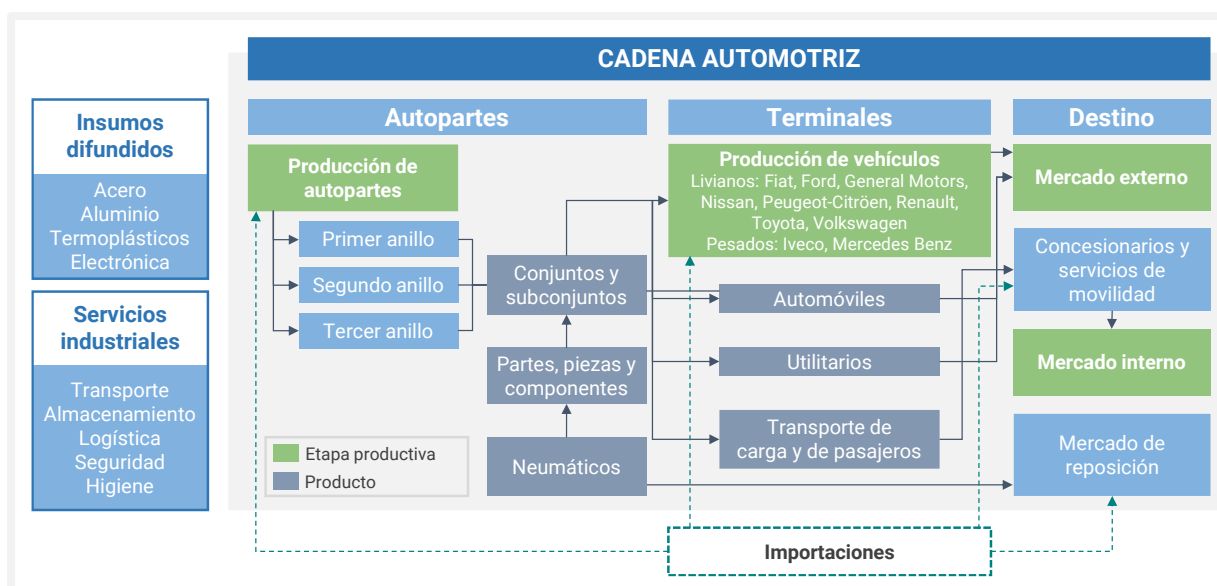 CADENA AUTOMOTRIZ
Insumos
difundidos
Acero
Aluminio
Termoplásticos
Electrónica
Servicios
industriales
Transporte
Almacenamiento
Logística
Seguridad
Higiene
Autopartes
Producción de
autopartes
Primer anillo
Segundo anillo
Tercer anillo
Conjuntos y
subconjuntos
Partes, piezas y
componentes
Neumáticos
Etapa productiva
Producto
Terminales
Producción de vehículos
Livianos: Fiat, Ford, General Motors,
Nissan, Peugeot-Citröen, Renault,
Toyota, Volkswagen
Pesados: Iveco, Mercedes Benz
Automóviles
Utilitarios
Transporte de
carga y de pasajeros
Destino
Mercado externo
Concesionarios y
servicios de
movilidad
Mercado interno
Mercado de
reposición
Importaciones